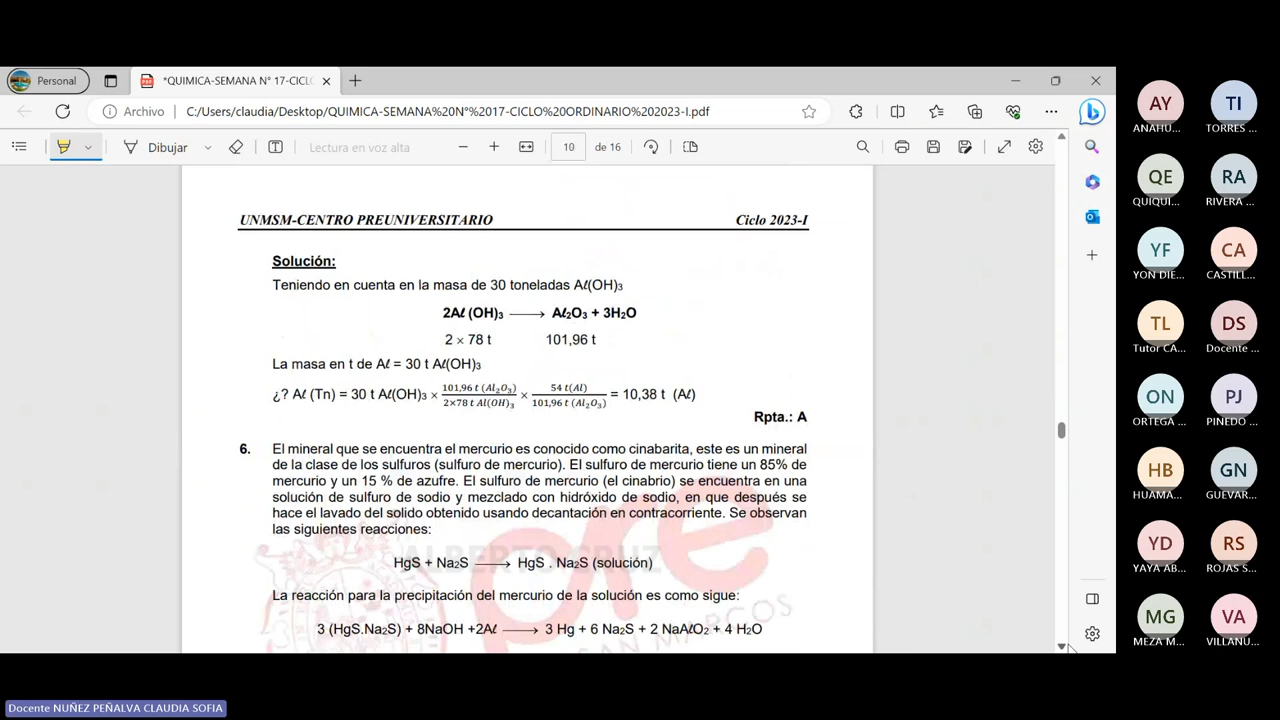 Personal
*QUIMICA-SEMANA N° 17-CICLO
Archivo C:/Users/claudia/Desktop/QUIMICA-SEMANA%20N°%2017-CICLO%20ORDINARIO%202023-I.pdf
Dibujar Lectura en voz alta 10 de 16
UNMSM-CENTRO PREUNIVERSITARIO Ciclo 2023-I
Solución:
Teniendo en cuenta en la masa de 30 toneladas Aℓ(OH)₃
2Aℓ (OH)₃ ⟶ Aℓ₂O₃ + 3H₂O
2 × 78 t 101,96 t
La masa en t de Aℓ = 30 t Aℓ(OH)₃
¿? Aℓ (Tn) = 30 t Aℓ(OH)₃ × 101,96 t (Al₂O₃) / 2×78 t Al(OH)₃ × 54 t(Al) / 101,96 t (Al₂O₃) = 10,38 t (Aℓ)
Rpta.: A
6. El mineral que se encuentra el mercurio es conocido como cinabarita, este es un mineral
de la clase de los sulfuros (sulfuro de mercurio). El sulfuro de mercurio tiene un 85% de
mercurio y un 15 % de azufre. El sulfuro de mercurio (el cinabrio) se encuentra en una
solución de sulfuro de sodio y mezclado con hidróxido de sodio, en que después se
hace el lavado del solido obtenido usando decantación en contracorriente. Se observan
las siguientes reacciones:
ALBERTO CRUZ
HgS + Na₂S ⟶ HgS . Na₂S (solución)
La reacción para la precipitación del mercurio de la solución es como sigue:
3 (HgS.Na₂S) + 8NaOH +2Aℓ ⟶ 3 Hg + 6 Na₂S + 2 NaAℓO₂ + 4 H₂O
pre
SAN MARCOS
AY
ANAHU...
TI
TORRES ...
QE
QUIQUI...
RA
RIVERA ...
YF
YON DIE...
CA
CASTILL...
TL
Tutor CA...
DS
Docente ...
ON
ORTEGA ...
PJ
PINEDO ...
HB
HUAMA...
GN
GUEVAR...
YD
YAYA AB...
RS
ROJAS S...
MG
MEZA M...
VA
VILLANU...
Docente NUÑEZ PEÑALVA CLAUDIA SOFIA